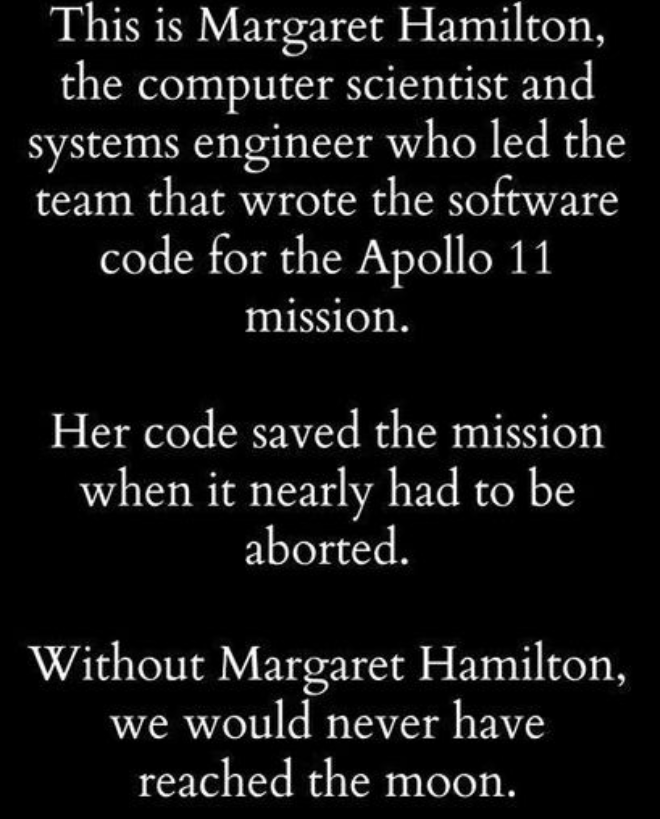 This is Margaret Hamilton,
the computer scientist and
systems engineer who led the
team that wrote the software
code for the Apollo 11
mission.
Her code saved the mission
when it nearly had to be
aborted.
Without Margaret Hamilton,
we would never have
reached the moon.